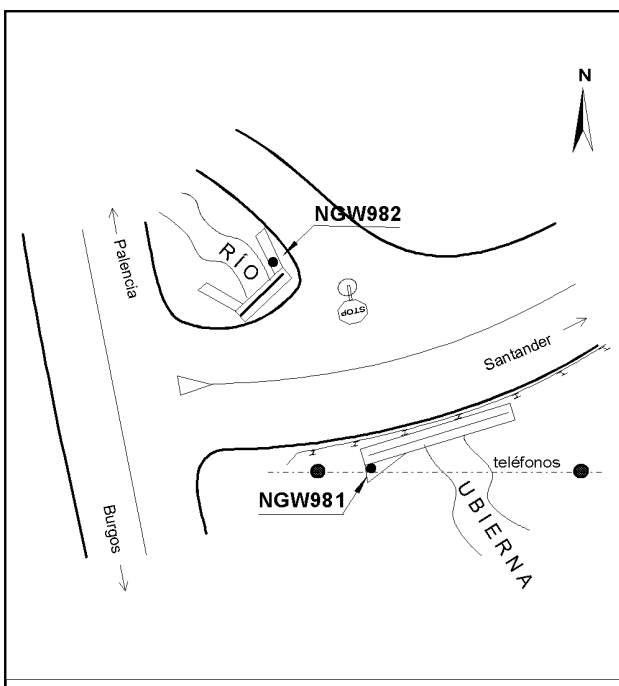 N
NGW982
Palencia
RÍO
STOP
Santander
teléfonos
NGW981
UBIERNA
Burgos